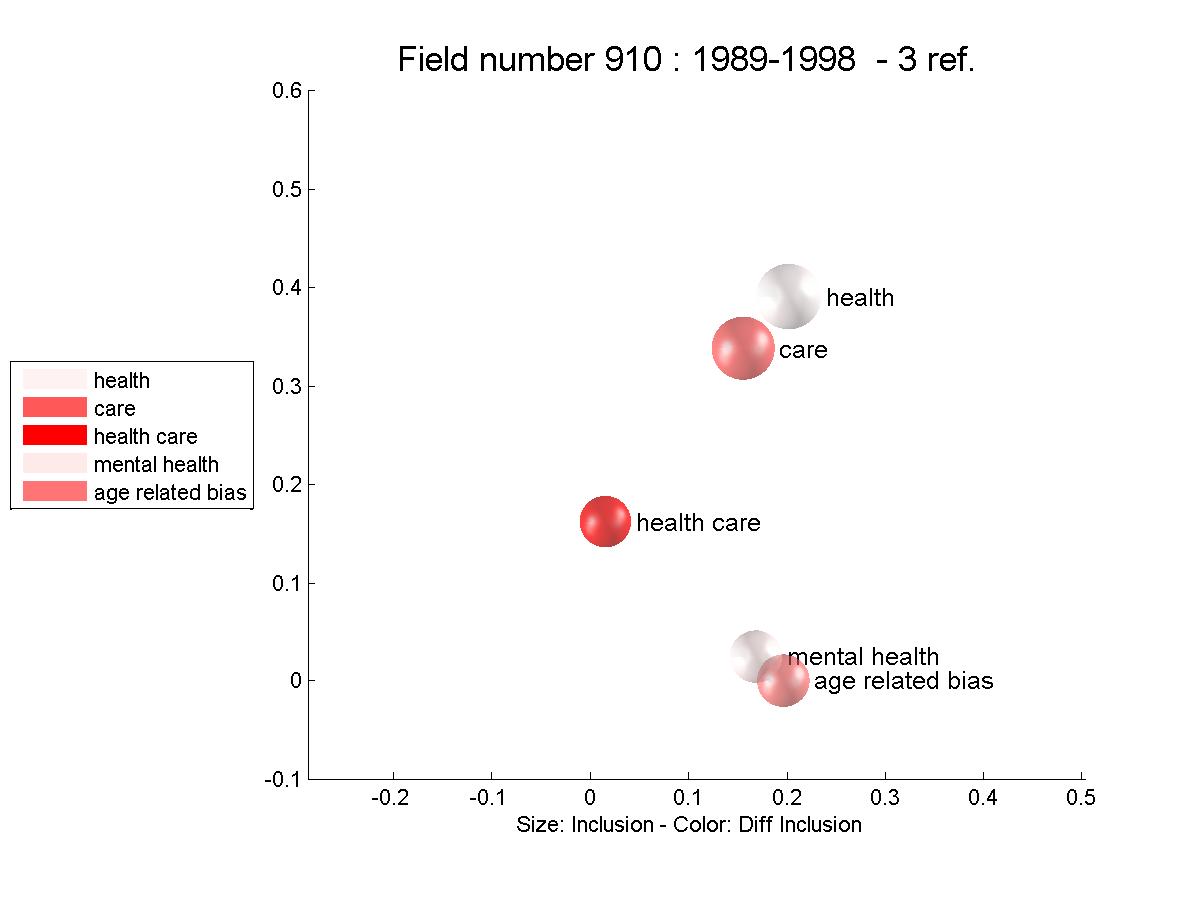 Field number 910 : 1989-1998 - 3 ref.
0.6
0.5
0.4
0.3
0.2
0.1
0
-0.1
health
care
health care
mental health
age related bias
health
care
health care
mental health
age related bias
-0.2 -0.1 0 0.1 0.2 0.3 0.4 0.5
Size: Inclusion - Color: Diff Inclusion